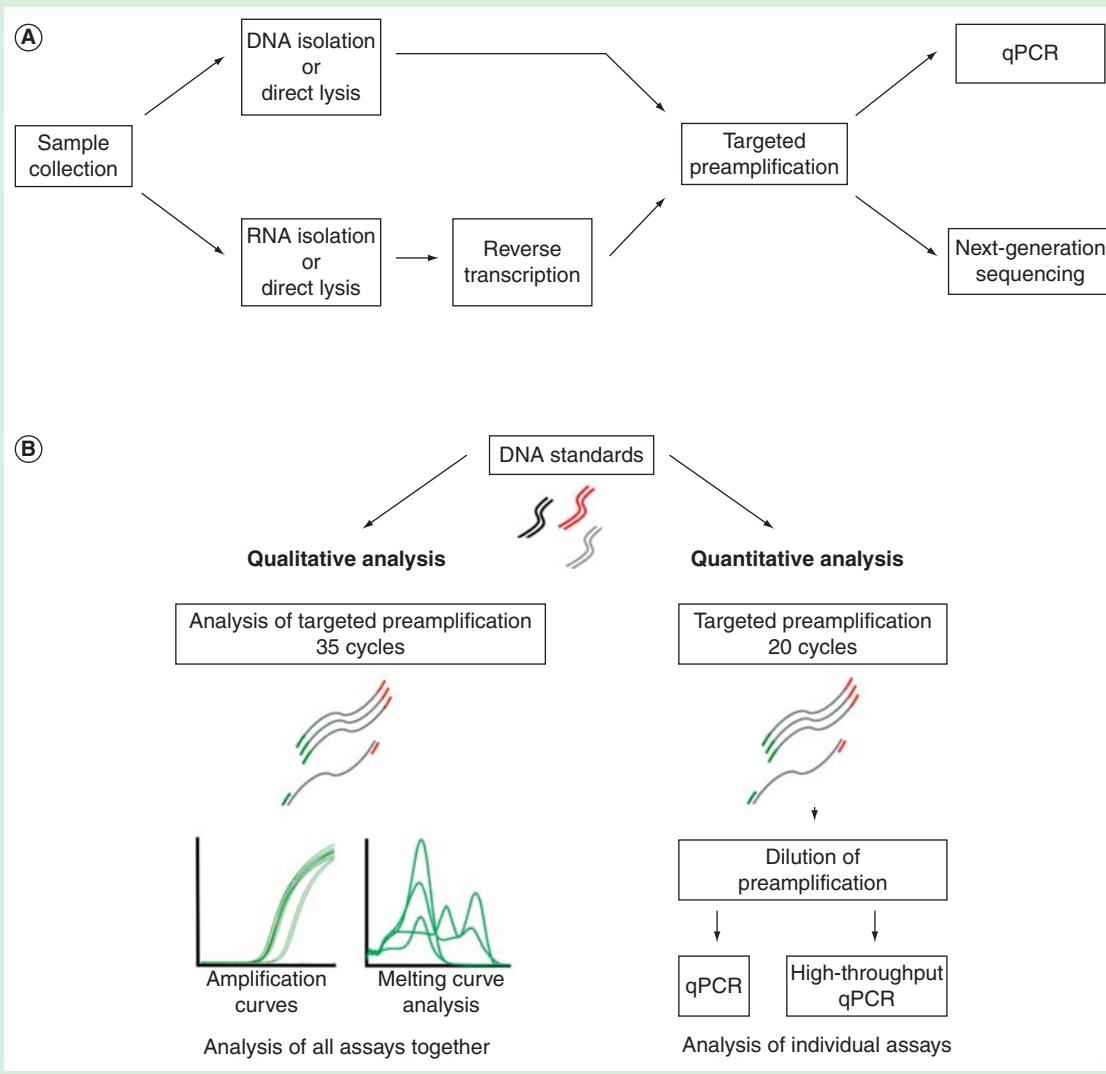 A
DNA isolation
or
direct lysis
qPCR
Sample
collection
Targeted
preamplification
RNA isolation
or
direct lysis
Reverse
transcription
Next-generation
sequencing
B
DNA standards
Qualitative analysis
Quantitative analysis
Analysis of targeted preamplification
35 cycles
Targeted preamplification
20 cycles
Dilution of
preamplification
Amplification
curves
Melting curve
analysis
qPCR
High-throughput
qPCR
Analysis of all assays together
Analysis of individual assays